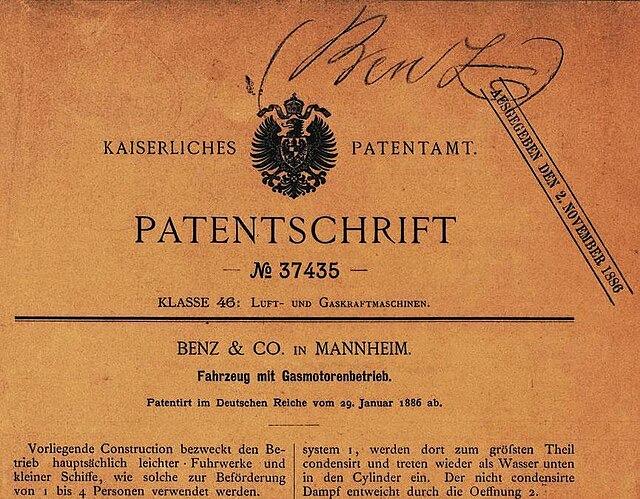 (Benz)
AUSGEGEBEN DEN 2. NOVEMBER 1886
KAISERLICHES PATENTAMT.
PATENTSCHRIFT
— № 37435 —
KLASSE 46: LUFT- UND GASKRAFTMASCHINEN.
BENZ & CO. IN MANNHEIM.
Fahrzeug mit Gasmotorenbetrieb.
Patentirt im Deutschen Reiche vom 29. Januar 1886 ab.
Vorliegende Construction bezweckt den Be-
trieb hauptsächlich leichter Fuhrwerke und
kleiner Schiffe, wie solche zur Beförderung
von 1 bis 4 Personen verwendet werden.
system 1, werden dort zum größsten Theil
condensirt und treten wieder als Wasser unten
in den Cylinder ein. Der nicht condensirte
Dampf entweicht durch die Oeffnung 2.